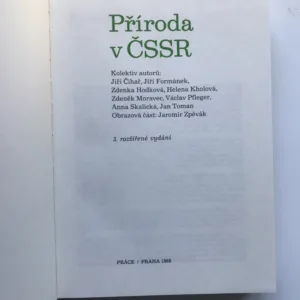 Příroda
v ČSSR
Kolektiv autorů:
Jiří Čihař, Jiří Formánek,
Zdenka Hodková, Helena Kholová,
Zdeněk Moravec, Václav Pfleger,
Anna Skalická, Jan Toman
Obrazová část: Jaromír Zpěvák
3. rozšířené vydání
PRÁCE / PRAHA 1988